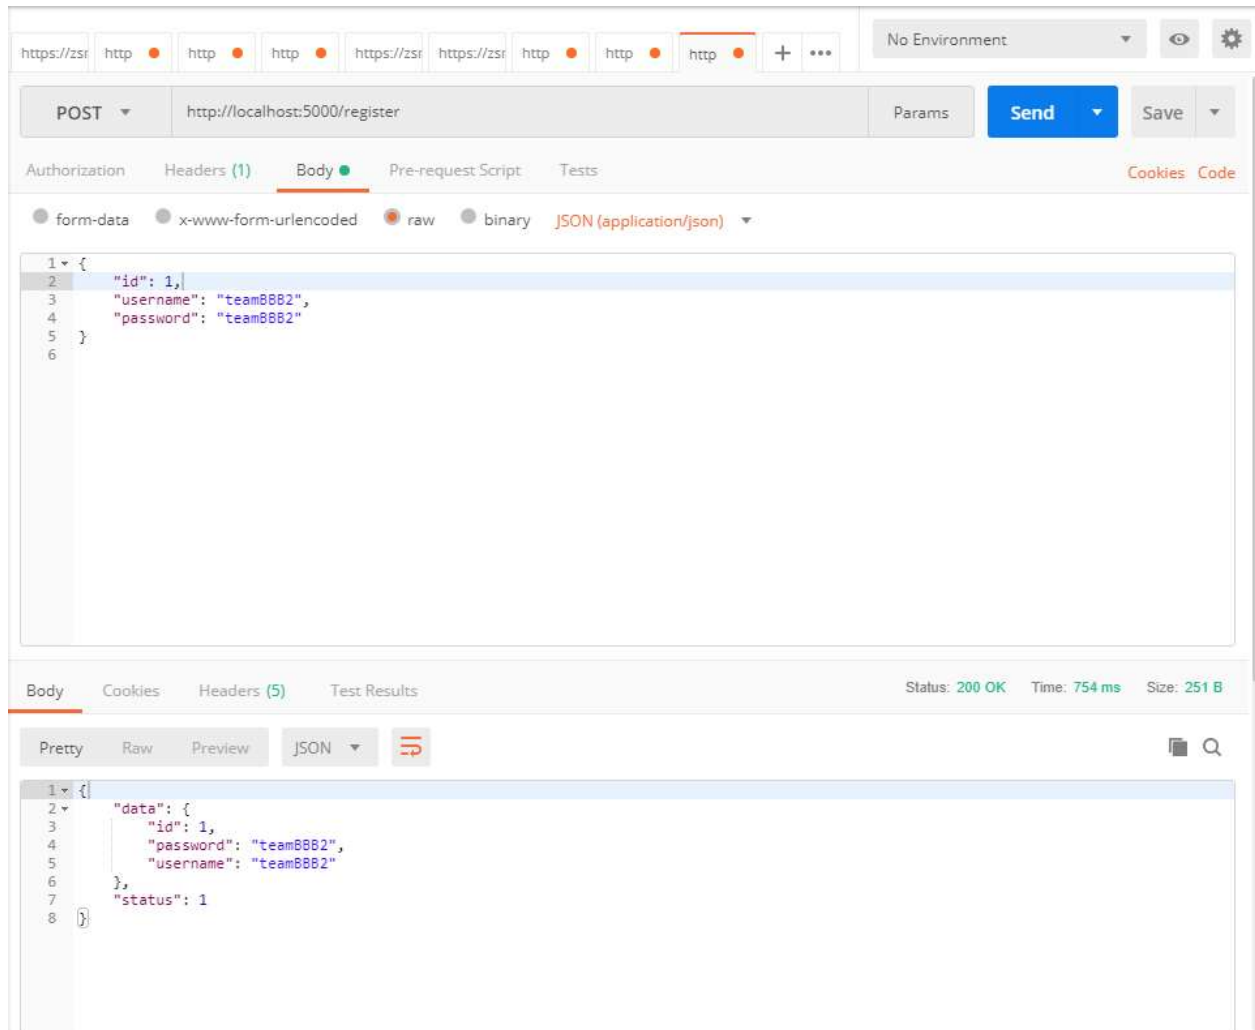 https://zsr http http http https://zsr https://zsr http http http + ••• No Environment
POST http://localhost:5000/register Params Send Save
Authorization Headers (1) Body Pre-request Script Tests Cookies Code
form-data x-www-form-urlencoded raw binary JSON (application/json)
1 {
2 "id": 1,
3 "username": "teamBBB2",
4 "password": "teamBBB2"
5 }
6
Body Cookies Headers (5) Test Results Status: 200 OK Time: 754 ms Size: 251 B
Pretty Raw Preview JSON
1 {
2 "data": {
3 "id": 1,
4 "password": "teamBBB2",
5 "username": "teamBBB2"
6 },
7 "status": 1
8 }